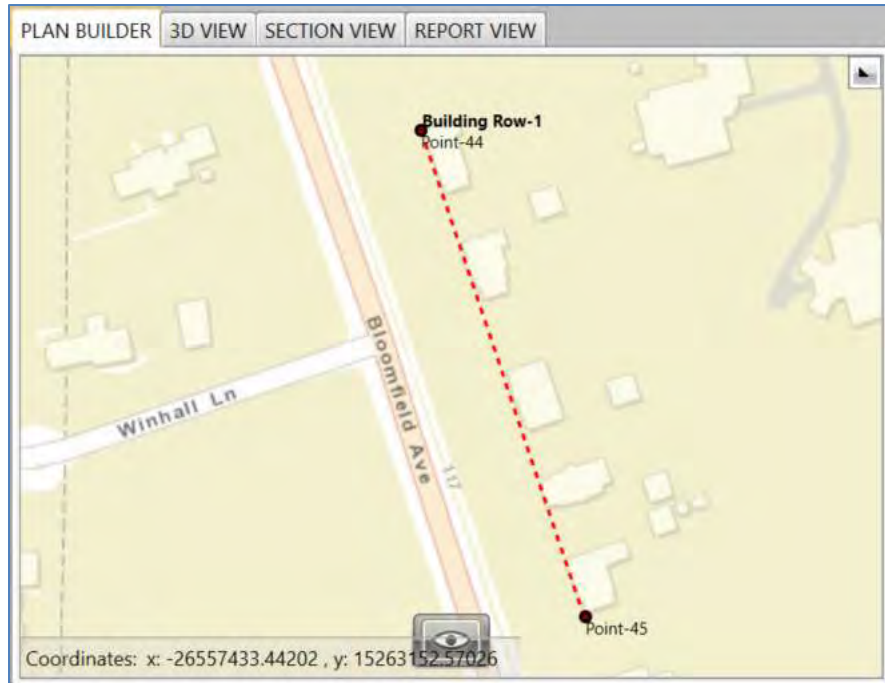 PLAN BUILDER 3D VIEW SECTION VIEW REPORT VIEW
Building Row-1
Point-44
Bloomfield Ave
Winhall Ln
117
Point-45
Coordinates: x: -26557433.44202 , y: 15263152.57026